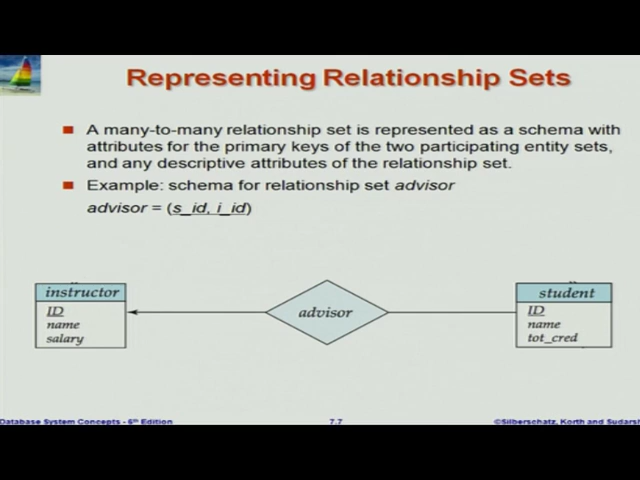 Representing Relationship Sets
A many-to-many relationship set is represented as a schema with
attributes for the primary keys of the two participating entity sets,
and any descriptive attributes of the relationship set.
Example: schema for relationship set advisor
advisor = (s_id, i_id)
instructor
ID
name
salary
advisor
student
ID
name
tot_cred
Database System Concepts - 6th Edition
7.7
©Silberschatz, Korth and Sudarsh